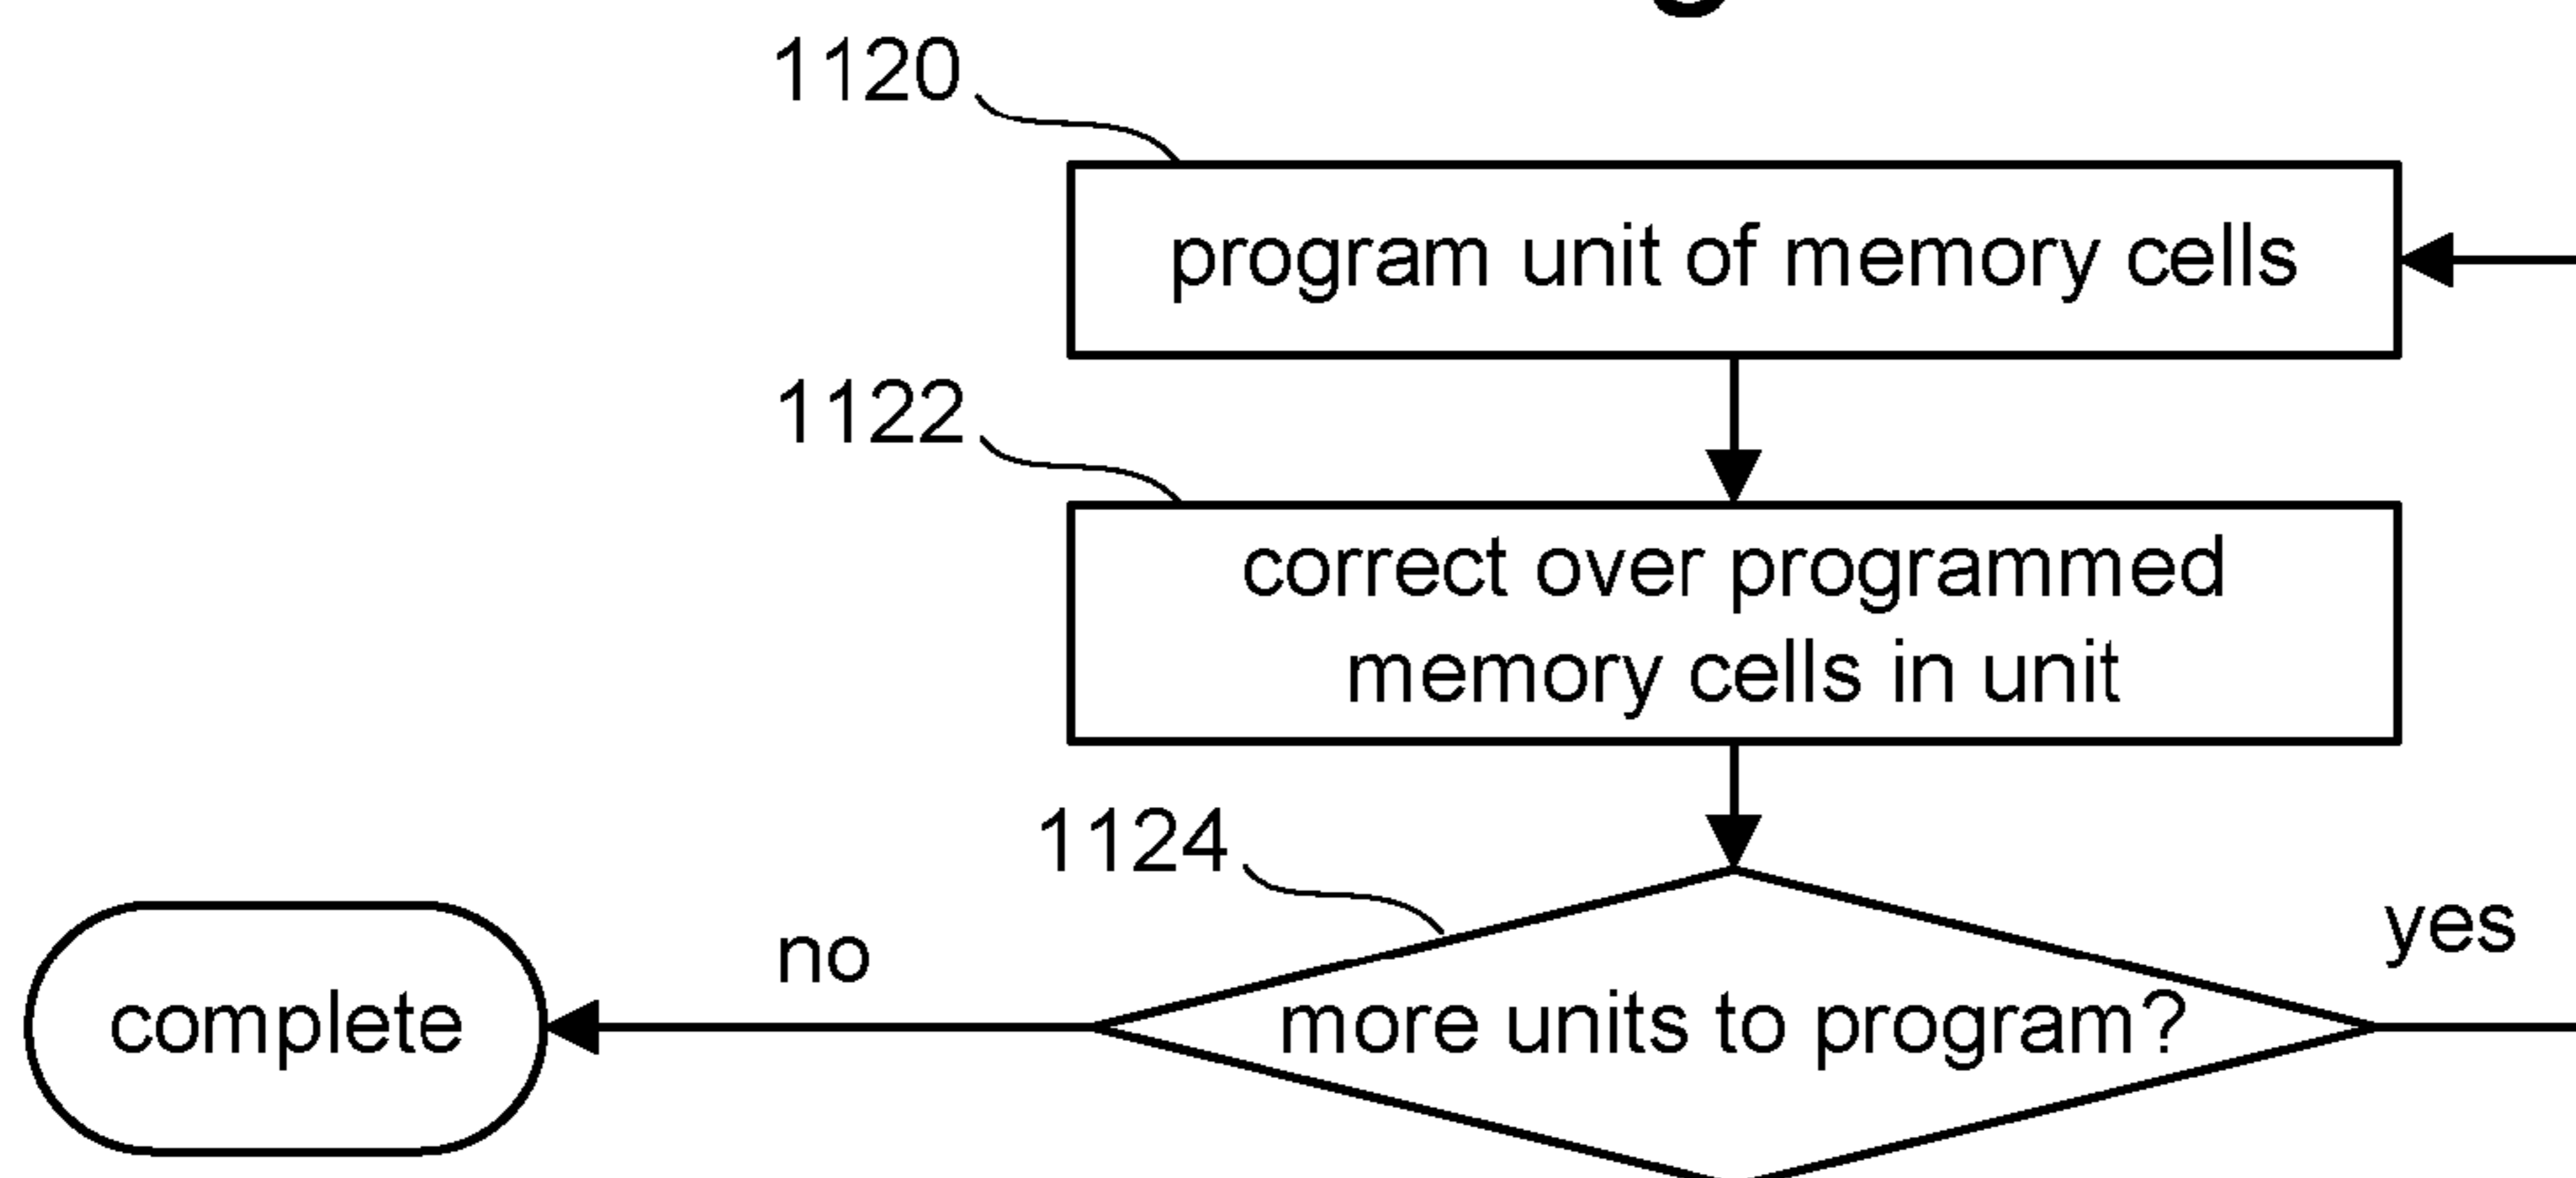 1120
program unit of memory cells
1122
correct over programmed
memory cells in unit
1124
yes
no
complete
more units to program?